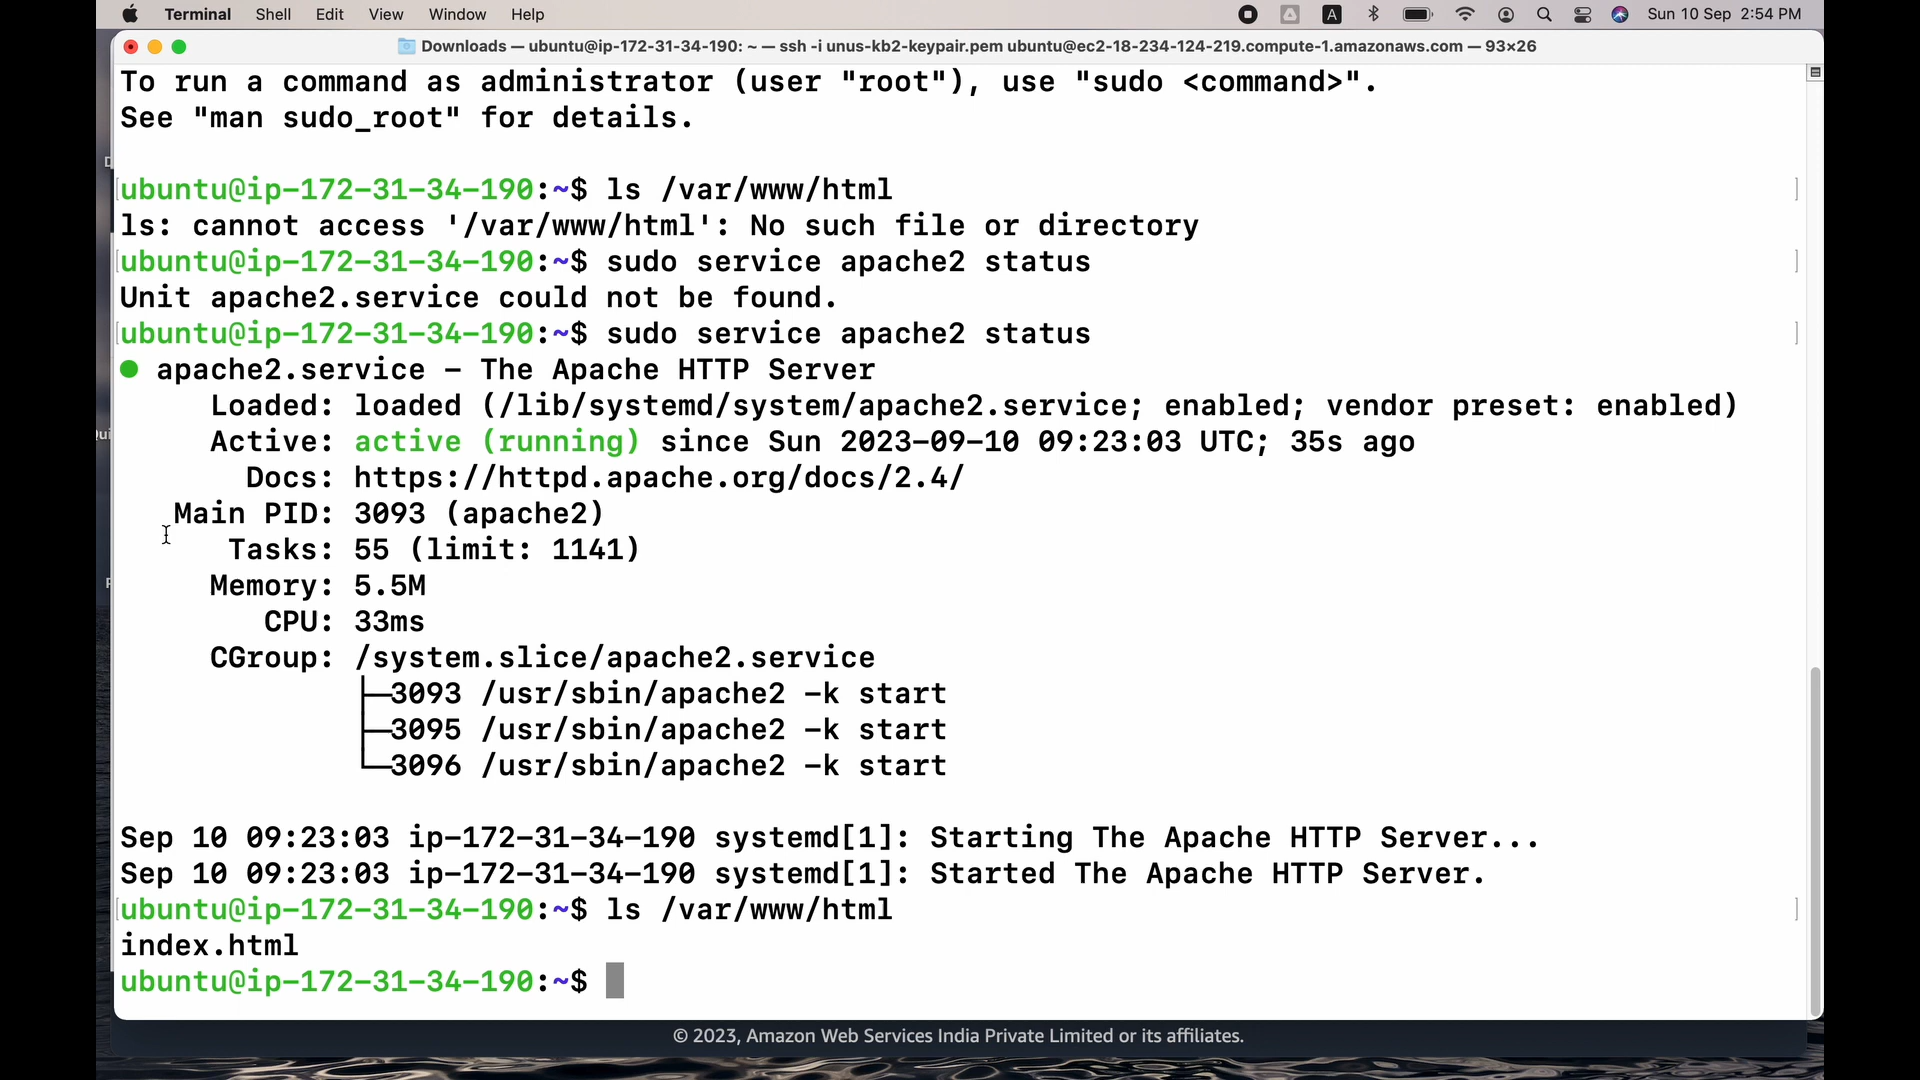 Terminal Shell Edit View Window Help A Sun 10 Sep 2:54 PM
Downloads — ubuntu@ip-172-31-34-190: ~ — ssh -i unus-kb2-keypair.pem ubuntu@ec2-18-234-124-219.compute-1.amazonaws.com — 93×26
To run a command as administrator (user "root"), use "sudo <command>".
See "man sudo_root" for details.
ubuntu@ip-172-31-34-190:~$ ls /var/www/html
ls: cannot access '/var/www/html': No such file or directory
ubuntu@ip-172-31-34-190:~$ sudo service apache2 status
Unit apache2.service could not be found.
ubuntu@ip-172-31-34-190:~$ sudo service apache2 status
● apache2.service - The Apache HTTP Server
Loaded: loaded (/lib/systemd/system/apache2.service; enabled; vendor preset: enabled)
Active: active (running) since Sun 2023-09-10 09:23:03 UTC; 35s ago
Docs: https://httpd.apache.org/docs/2.4/
Main PID: 3093 (apache2)
Tasks: 55 (limit: 1141)
Memory: 5.5M
CPU: 33ms
CGroup: /system.slice/apache2.service
├─3093 /usr/sbin/apache2 -k start
├─3095 /usr/sbin/apache2 -k start
└─3096 /usr/sbin/apache2 -k start
Sep 10 09:23:03 ip-172-31-34-190 systemd[1]: Starting The Apache HTTP Server...
Sep 10 09:23:03 ip-172-31-34-190 systemd[1]: Started The Apache HTTP Server.
ubuntu@ip-172-31-34-190:~$ ls /var/www/html
index.html
ubuntu@ip-172-31-34-190:~$
© 2023, Amazon Web Services India Private Limited or its affiliates.